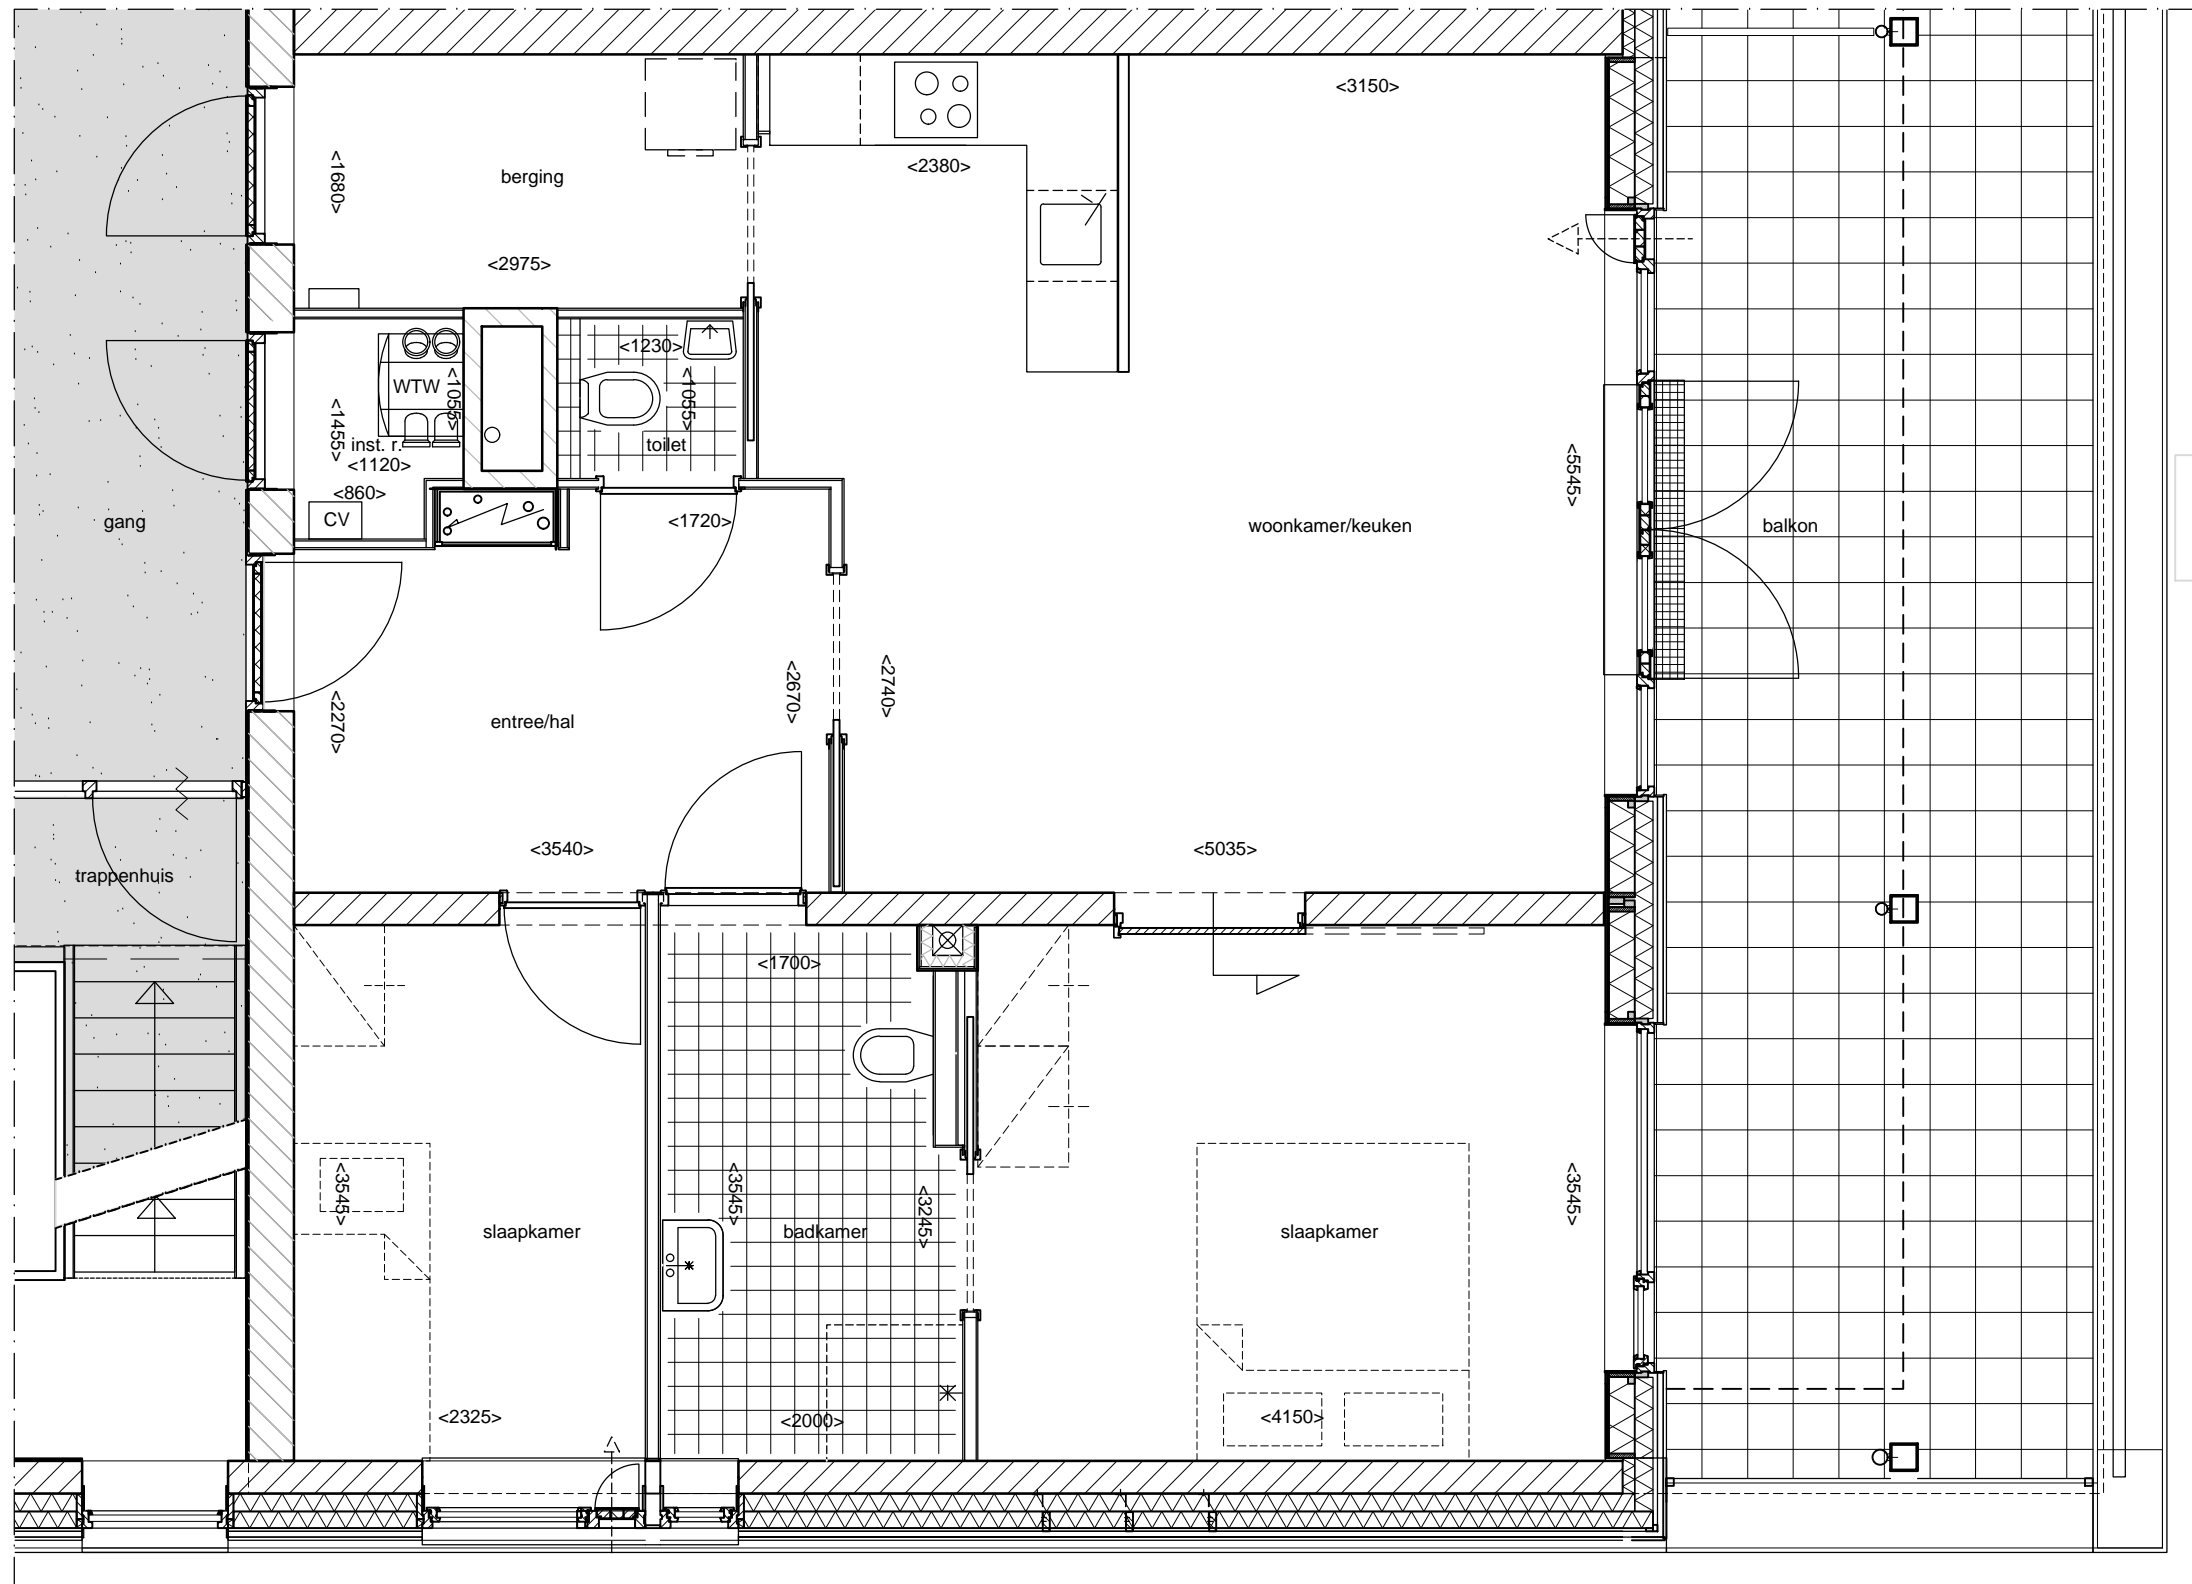 <3150>
<2380>
<1680>
berging
<2975>
<1230>
WTW
<1055>
<1055>
<1455>
inst. r.
toilet
<1120>
<860>
CV
<1720>
gang
<5545>
woonkamer/keuken
balkon
<2270>
<2670>
<2740>
entree/hal
<3540>
<5035>
trappenhuis
<1700>
<3545>
<3545>
<3245>
<3545>
slaapkamer
badkamer
slaapkamer
<2325>
<2000>
<4150>